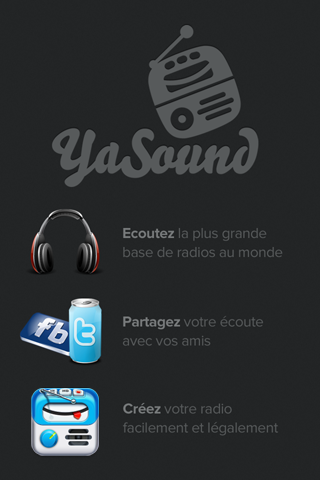 YaSound
Ecoutez la plus grande
base de radios au monde
fb
t
Partagez votre écoute
avec vos amis
Créez votre radio
facilement et légalement